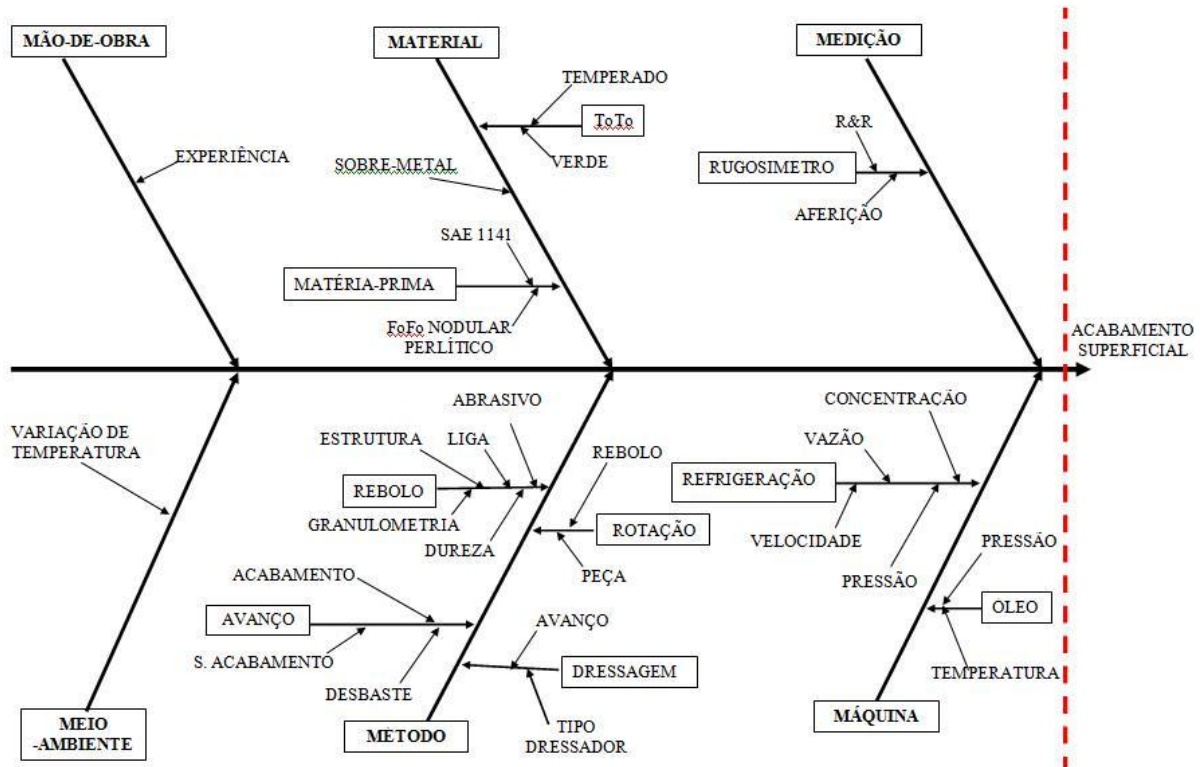 MÃO-DE-OBRA
EXPERIÊNCIA
MATERIAL
TEMPERADO
ToTo
VERDE
SOBRE-METAL
SAE 1141
MATÉRIA-PRIMA
FoFo NODULAR
PERLÍTICO
MEDIÇÃO
R&R
RUGOSIMETRO
AFERIÇÃO
ACABAMENTO
SUPERFICIAL
VARIAÇÃO DE
TEMPERATURA
MEIO
-AMBIENTE
ABRASIVO
ESTRUTURA
LIGA
REBOLO
GRANULOMETRIA
DUREZA
REBOLO
ROTAÇÃO
PEÇA
ACABAMENTO
AVANÇO
S. ACABAMENTO
DESBASTE
AVANÇO
DRESSAGEM
TIPO
DRESSADOR
MÉTODO
CONCENTRAÇÃO
VAZÃO
REFRIGERAÇÃO
VELOCIDADE
PRESSÃO
PRESSÃO
ÓLEO
TEMPERATURA
MÁQUINA